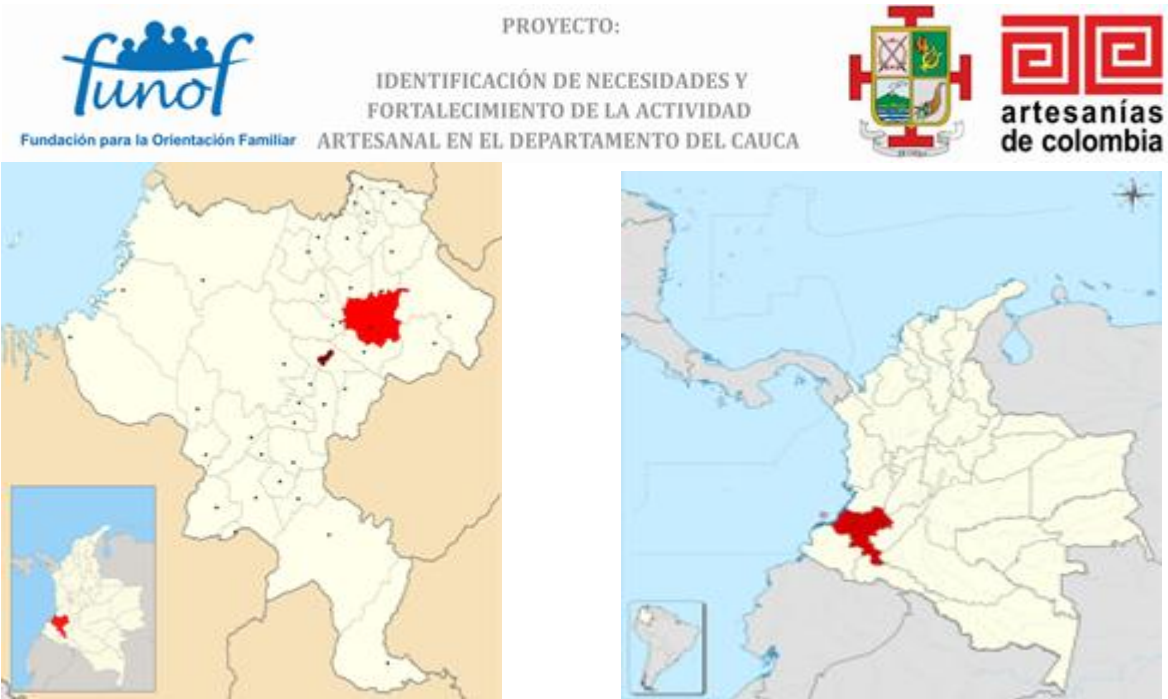 funof
Fundación para la Orientación Familiar
PROYECTO:
IDENTIFICACIÓN DE NECESIDADES Y
FORTALECIMIENTO DE LA ACTIVIDAD
ARTESANAL EN EL DEPARTAMENTO DEL CAUCA
artesanías
de colombia